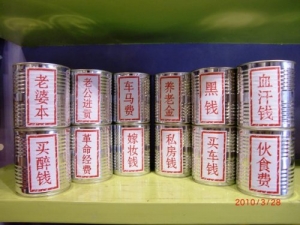 老婆本
老公进贡
车马费
养老金
黑钱
血汗钱
买醉钱
革命经费
嫁妆钱
私房钱
买车钱
伙食费
2010/3/28